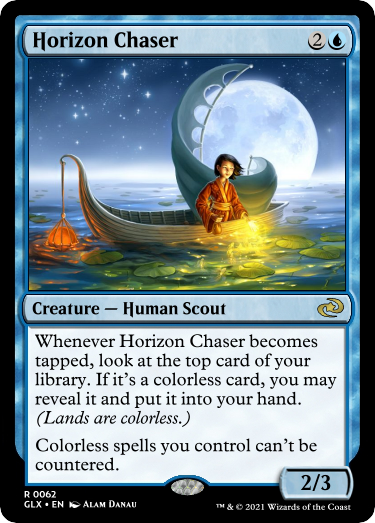 Horizon Chaser 2
Creature — Human Scout
Whenever Horizon Chaser becomes
tapped, look at the top card of your
library. If it's a colorless card, you may
reveal it and put it into your hand.
(Lands are colorless.)
Colorless spells you control can't be
countered.
2/3
R 0062
GLX • EN ALAM DANAU
™ & © 2021 Wizards of the Coast